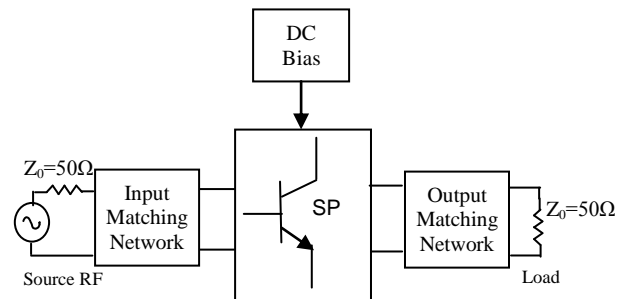 DC
Bias
Z₀=50Ω
Input
Matching
Network
SP
Output
Matching
Network
Z₀=50Ω
Source RF
Load